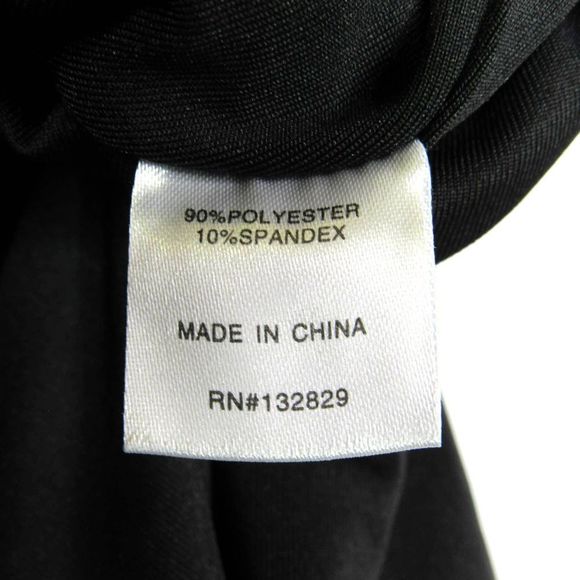 90%POLYESTER
10%SPANDEX
MADE IN CHINA
RN#132829